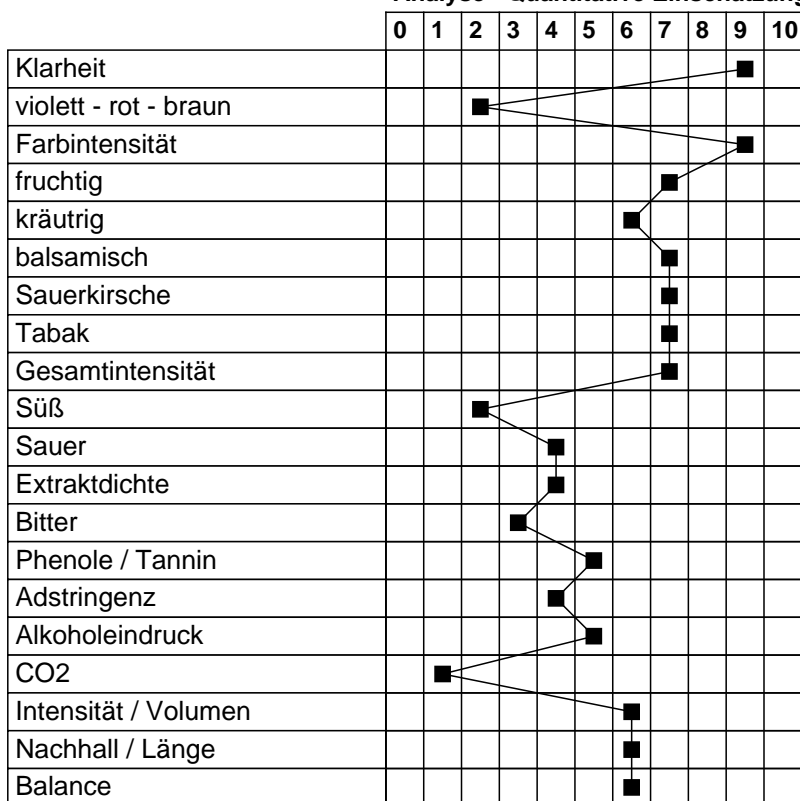 0 1 2 3 4 5 6 7 8 9 10
Klarheit
violett - rot - braun
Farbintensität
fruchtig
kräutrig
balsamisch
Sauerkirsche
Tabak
Gesamtintensität
Süß
Sauer
Extraktdichte
Bitter
Phenole / Tannin
Adstringenz
Alkoholeindruck
CO2
Intensität / Volumen
Nachhall / Länge
Balance